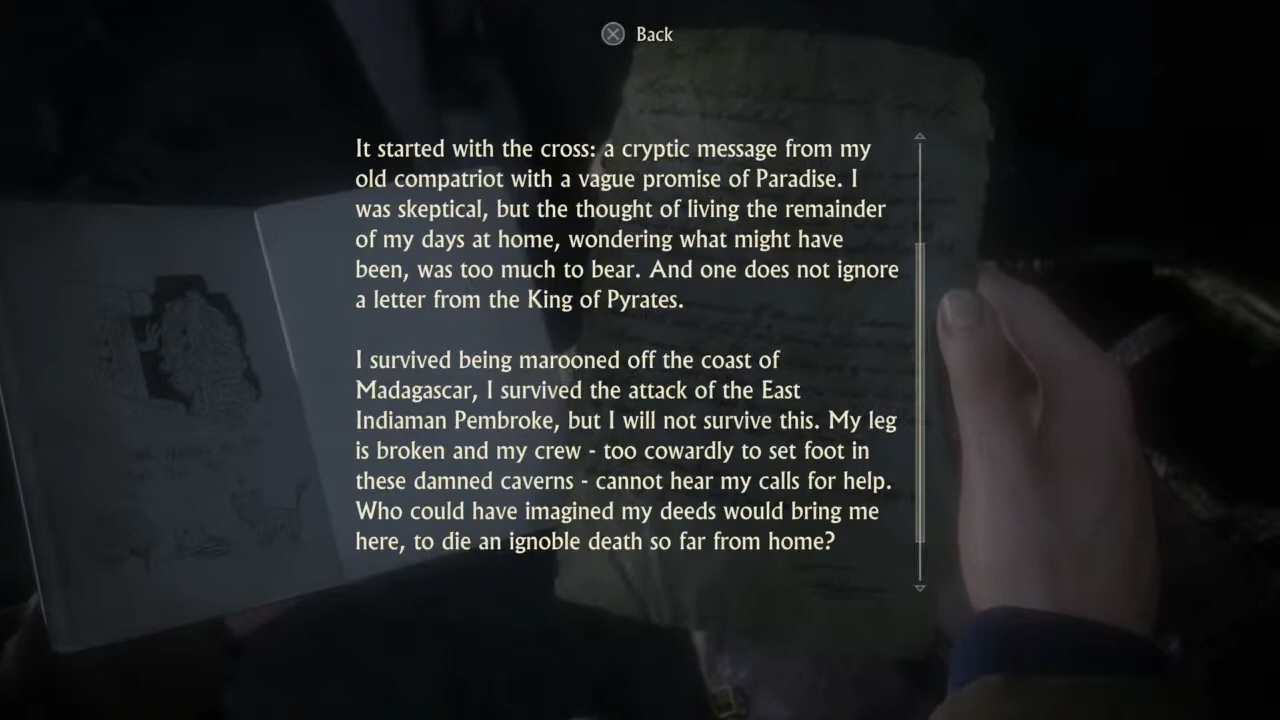 Back
It started with the cross: a cryptic message from my
old compatriot with a vague promise of Paradise. I
was skeptical, but the thought of living the remainder
of my days at home, wondering what might have
been, was too much to bear. And one does not ignore
a letter from the King of Pyrates.
I survived being marooned off the coast of
Madagascar, I survived the attack of the East
Indiaman Pembroke, but I will not survive this. My leg
is broken and my crew - too cowardly to set foot in
these damned caverns - cannot hear my calls for help.
Who could have imagined my deeds would bring me
here, to die an ignoble death so far from home?